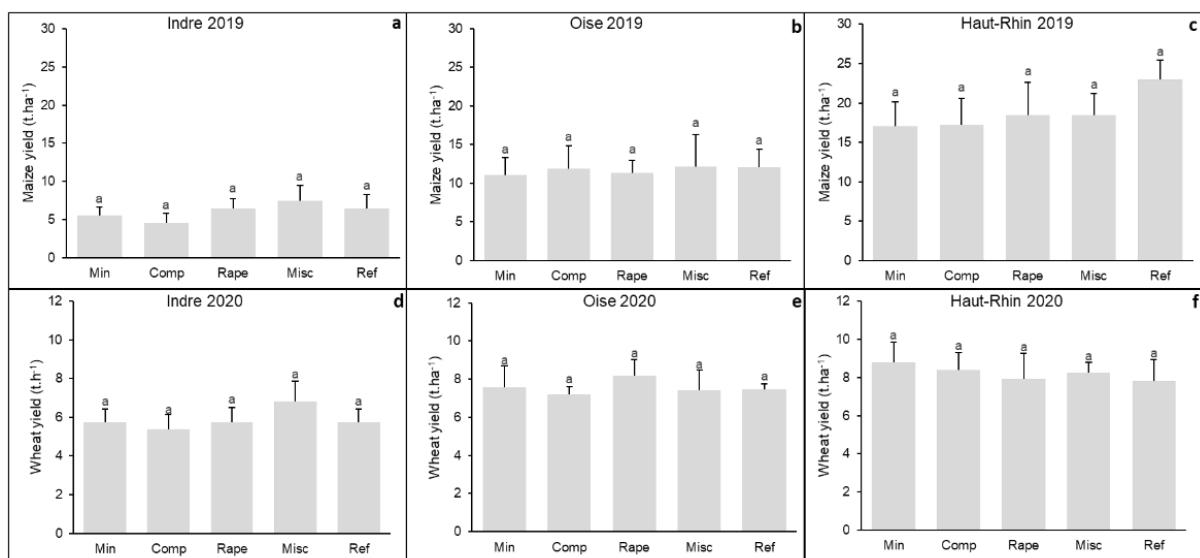 Indre 2019 a
Maize yield (t.ha⁻¹)
30
25
20
15
10
5
0
a a a a a
Min Comp Rape Misc Ref
Oise 2019 b
Maize yield (t.ha⁻¹)
30
25
20
15
10
5
0
a a a a a
Min Comp Rape Misc Ref
Haut-Rhin 2019 c
Maize yield (t.ha⁻¹)
30
25
20
15
10
5
0
a a a a a
Min Comp Rape Misc Ref
Indre 2020 d
Wheat yield (t.h⁻¹)
12
10
8
6
4
2
0
a a a a a
Min Comp Rape Misc Ref
Oise 2020 e
Wheat yield (t.ha⁻¹)
12
10
8
6
4
2
0
a a a a a
Min Comp Rape Misc Ref
Haut-Rhin 2020 f
Wheat yield (t.ha⁻¹)
12
10
8
6
4
2
0
a a a a a
Min Comp Rape Misc Ref